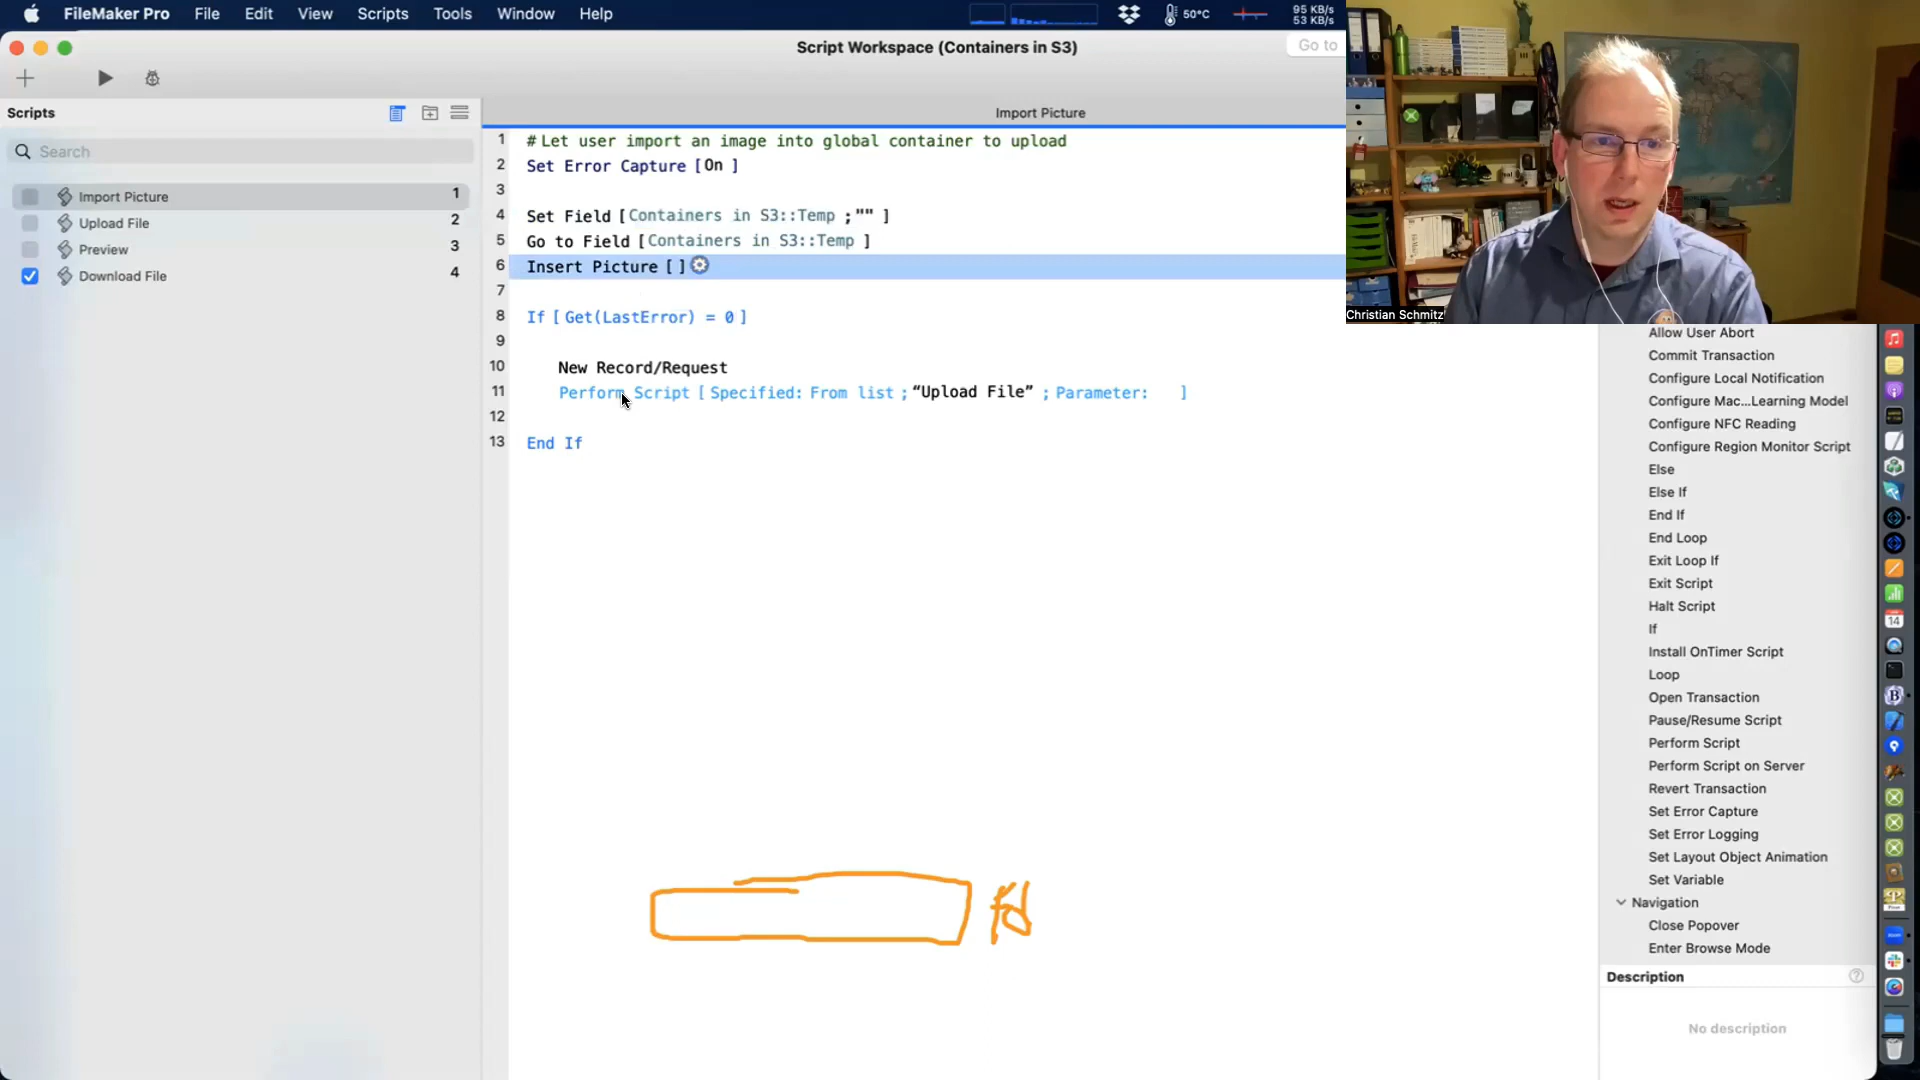 FileMaker Pro File Edit View Scripts Tools Window Help
50°C 95 KB/s
53 KB/s
Script Workspace (Containers in S3)
Go to
Scripts
Import Picture
Search
Import Picture 1
Upload File 2
Preview 3
Download File 4
1 # Let user import an image into global container to upload
2 Set Error Capture [ On ]
3
4 Set Field [ Containers in S3::Temp ; "" ]
5 Go to Field [ Containers in S3::Temp ]
6 Insert Picture [ ]
7
8 If [ Get(LastError) = 0 ]
9
10 New Record/Request
11 Perform Script [ Specified: From list ; “Upload File” ; Parameter: ]
12
13 End If
Christian Schmitz
Allow User Abort
Commit Transaction
Configure Local Notification
Configure Mac...Learning Model
Configure NFC Reading
Configure Region Monitor Script
Else
Else If
End If
End Loop
Exit Loop If
Exit Script
Halt Script
If
Install OnTimer Script
Loop
Open Transaction
Pause/Resume Script
Perform Script
Perform Script on Server
Revert Transaction
Set Error Capture
Set Error Logging
Set Layout Object Animation
Set Variable
Navigation
Close Popover
Enter Browse Mode
Description
No description
14